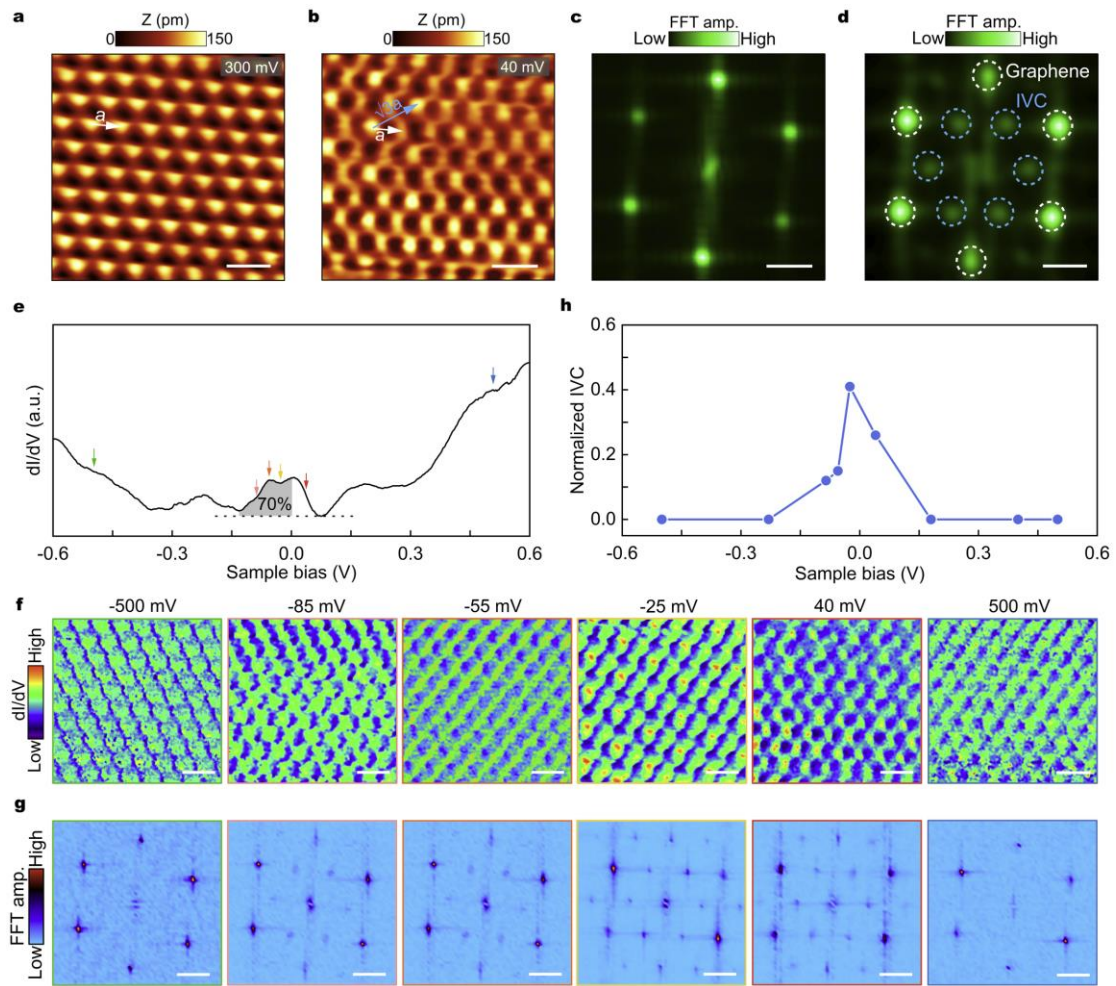 a
Z (pm)
0 150
300 mV
a
b
Z (pm)
0 150
40 mV
√3a
a
c
FFT amp.
Low High
d
FFT amp.
Low High
Graphene
IVC
e
dI/dV (a.u.)
70%
-0.6 -0.3 0.0 0.3 0.6
Sample bias (V)
h
Normalized IVC
0.6
0.4
0.2
0.0
-0.6 -0.3 0.0 0.3 0.6
Sample bias (V)
f
-500 mV -85 mV -55 mV -25 mV 40 mV 500 mV
dI/dV
Low High
g
FFT amp.
Low High